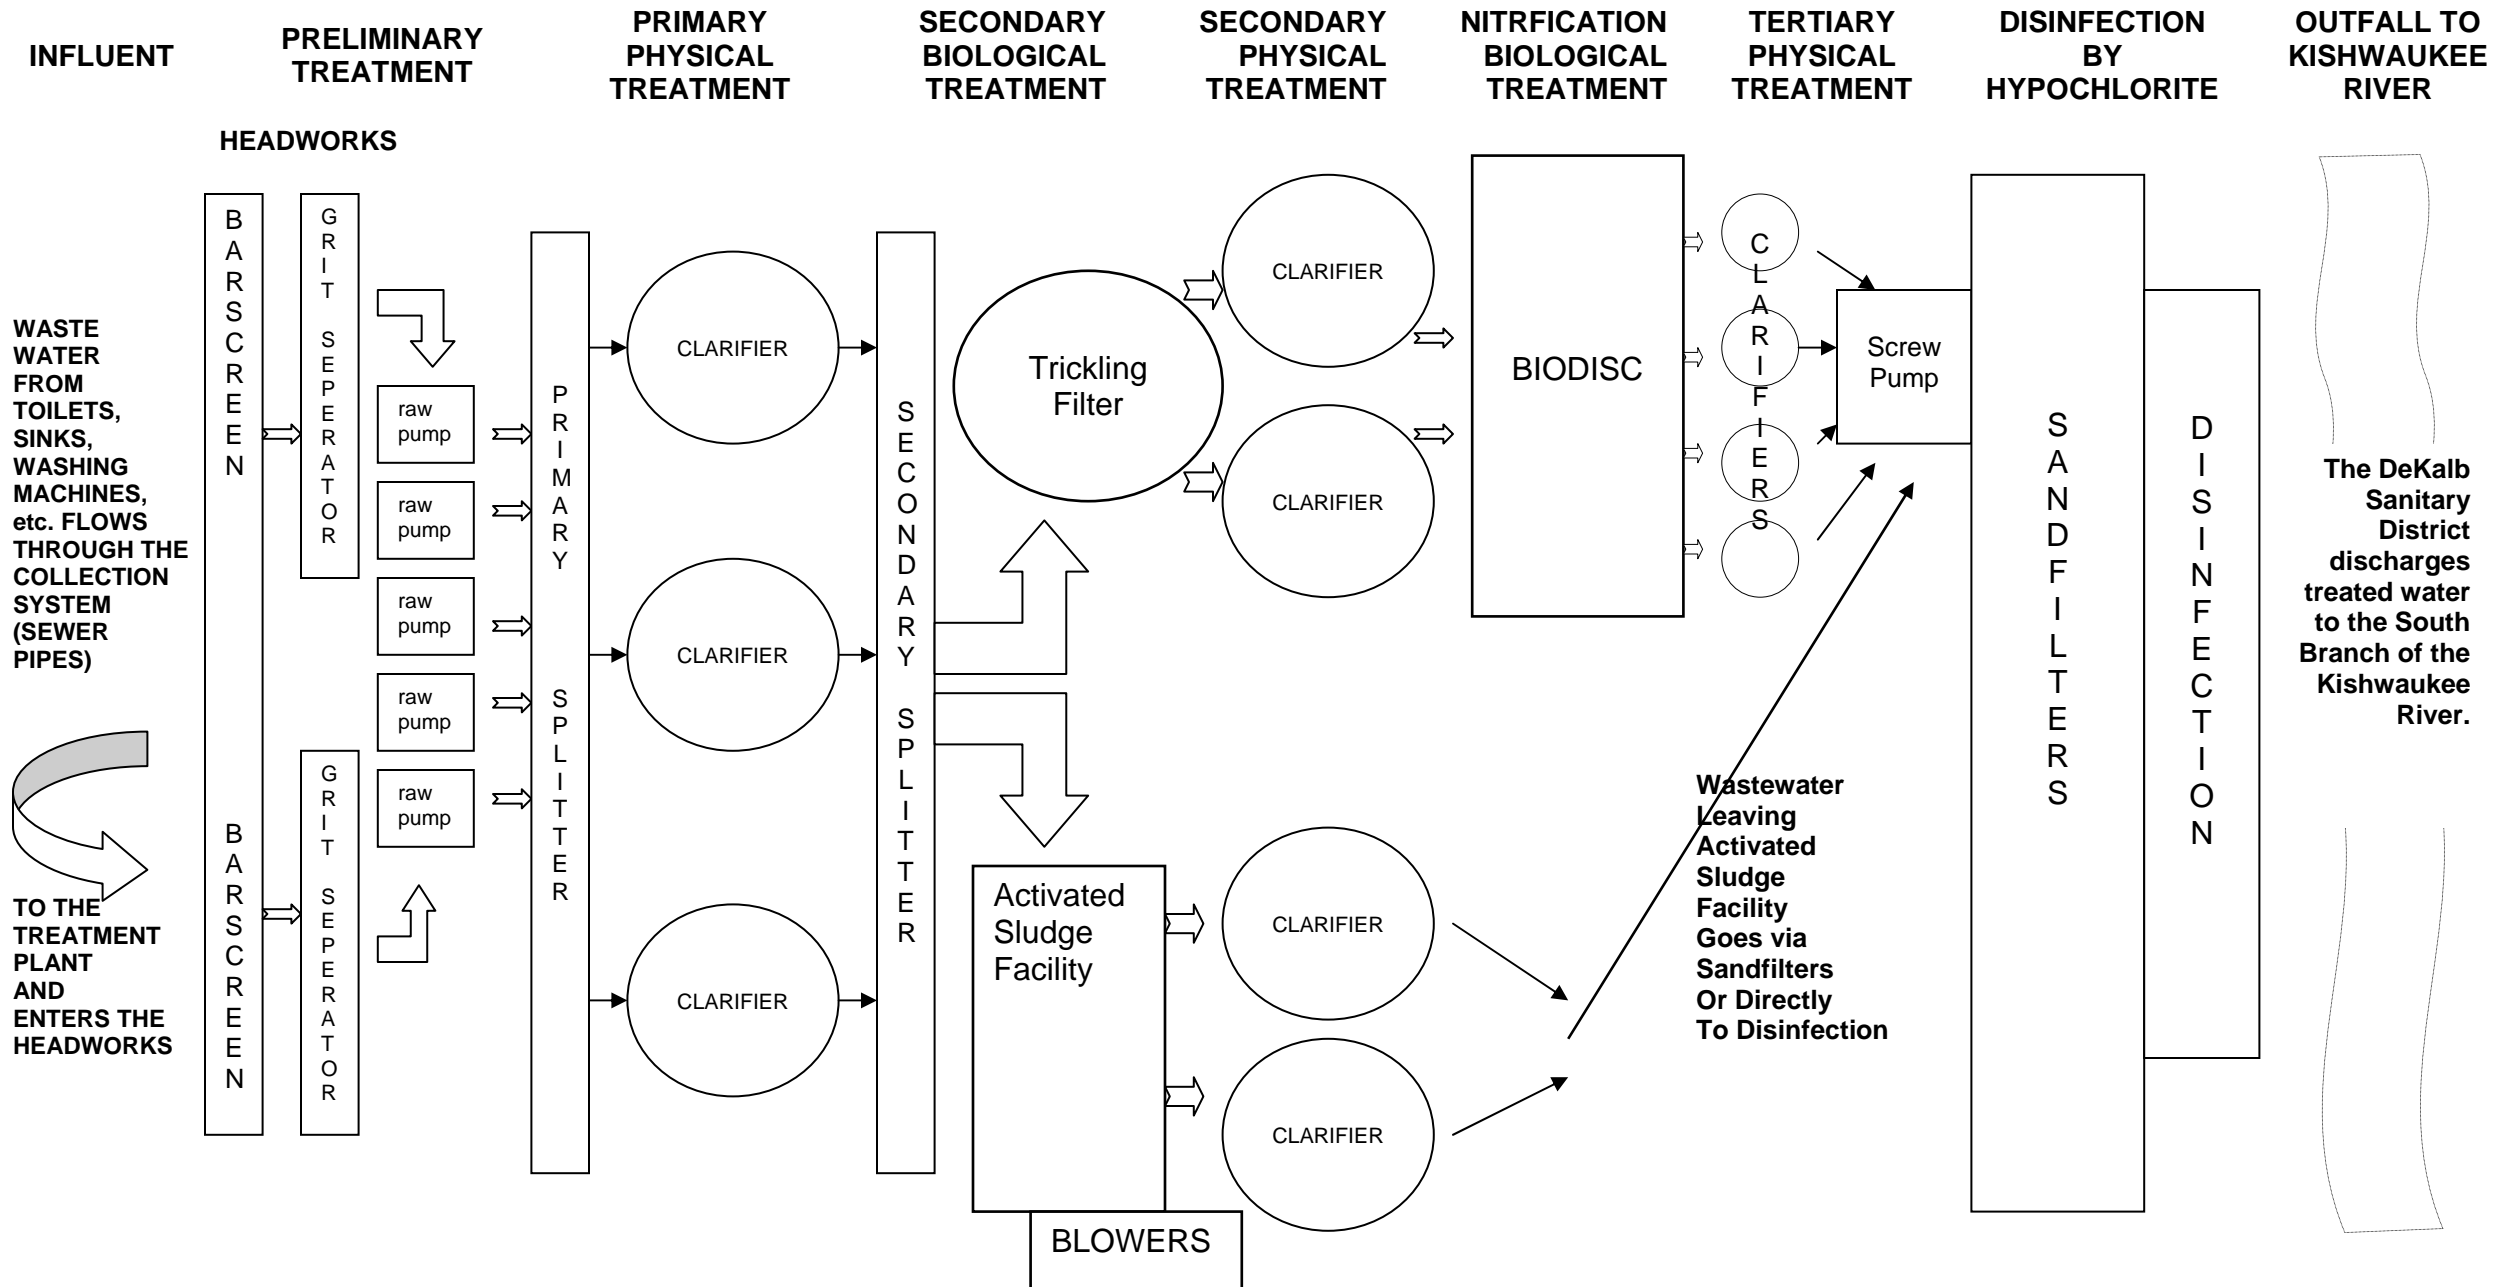 INFLUENT
PRELIMINARY
TREATMENT
PRIMARY
PHYSICAL
TREATMENT
SECONDARY
BIOLOGICAL
TREATMENT
SECONDARY
PHYSICAL
TREATMENT
NITRFICATION
BIOLOGICAL
TREATMENT
TERTIARY
PHYSICAL
TREATMENT
DISINFECTION
BY
HYPOCHLORITE
OUTFALL TO
KISHWAUKEE
RIVER
HEADWORKS
WASTE
WATER
FROM
TOILETS,
SINKS,
WASHING
MACHINES,
etc. FLOWS
THROUGH THE
COLLECTION
SYSTEM
(SEWER
PIPES)
TO THE
TREATMENT
PLANT
AND
ENTERS THE
HEADWORKS
BARSCREEN
BARSCREEN
GRIT SEPERATOR
GRIT SEPERATOR
raw
pump
raw
pump
raw
pump
raw
pump
raw
pump
PRIMARY SPLITTER
CLARIFIER
CLARIFIER
CLARIFIER
SECONDARY SPLITTER
Trickling
Filter
Activated
Sludge
Facility
BLOWERS
CLARIFIER
CLARIFIER
CLARIFIER
CLARIFIER
BIODISC
CLARIFIERS
Screw
Pump
Wastewater
Leaving
Activated
Sludge
Facility
Goes via
Sandfilters
Or Directly
To Disinfection
SANDFILTERS
DISINFECTION
The DeKalb
Sanitary
District
discharges
treated water
to the South
Branch of the
Kishwaukee
River.